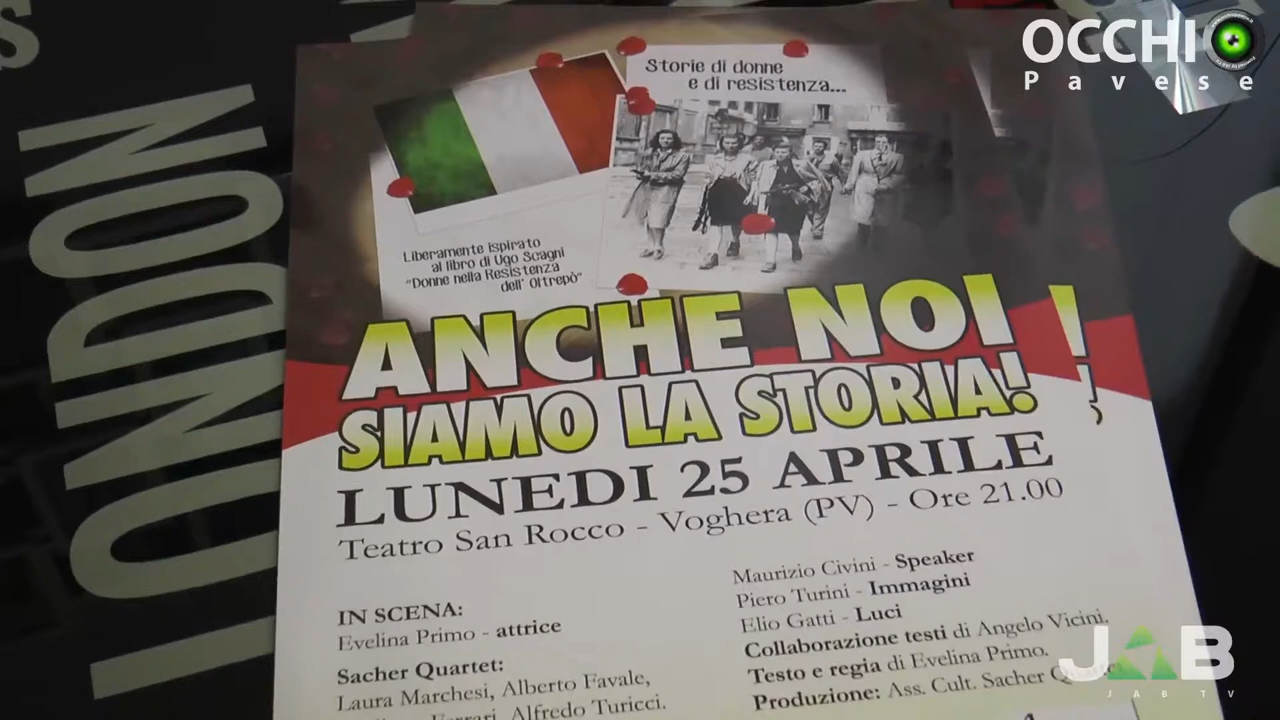 OCCHIO
Pavese
S
LONDON
Storie di donne
e di resistenza...
Liberamente ispirato
al libro di Ugo Scagni
"Donne nella Resistenza
dell' Oltrepò"
ANCHE NOI
SIAMO LA STORIA!
LUNEDI 25 APRILE
Teatro San Rocco - Voghera (PV) - Ore 21.00
IN SCENA:
Evelina Primo - attrice
Sacher Quartet:
Laura Marchesi, Alberto Favale,
Ferrari, Alfredo Turicci.
Maurizio Civini - Speaker
Piero Turini - Immagini
Elio Gatti - Luci
Collaborazione testi di Angelo Vicini.
Testo e regia di Evelina Primo.
Produzione: Ass. Cult. Sacher
JAB
JAB TV